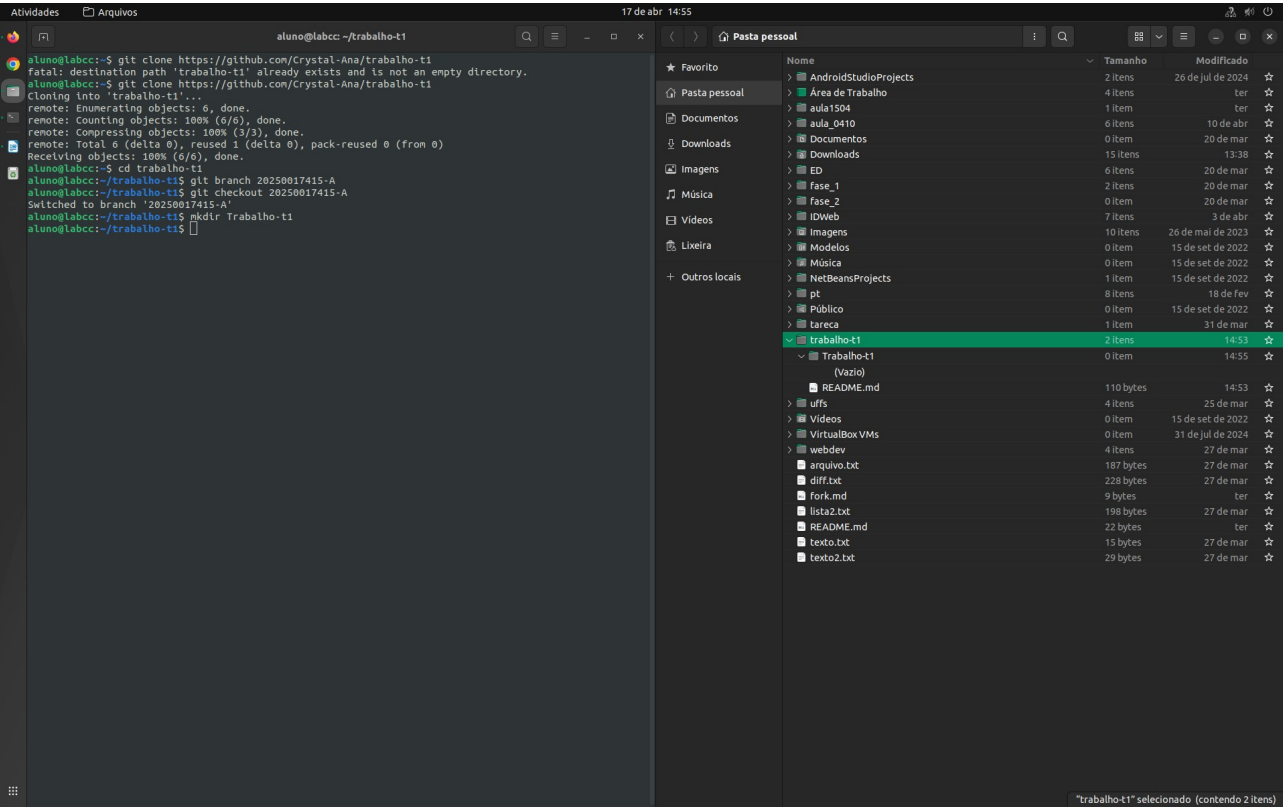 Atividades Arquivos 17 de abr 14:55
aluno@labcc: ~/trabalho-t1
aluno@labcc:~$ git clone https://github.com/Crystal-Ana/trabalho-t1
fatal: destination path 'trabalho-t1' already exists and is not an empty directory.
aluno@labcc:~$ git clone https://github.com/Crystal-Ana/trabalho-t1
Cloning into 'trabalho-t1'...
remote: Enumerating objects: 6, done.
remote: Counting objects: 100% (6/6), done.
remote: Compressing objects: 100% (3/3), done.
remote: Total 6 (delta 0), reused 1 (delta 0), pack-reused 0 (from 0)
Receiving objects: 100% (6/6), done.
aluno@labcc:~$ cd trabalho-t1
aluno@labcc:~/trabalho-t1$ git branch 20250017415-A
aluno@labcc:~/trabalho-t1$ git checkout 20250017415-A
Switched to branch '20250017415-A'
aluno@labcc:~/trabalho-t1$ mkdir Trabalho-t1
aluno@labcc:~/trabalho-t1$
Pasta pessoal
Favorito
Pasta pessoal
Documentos
Downloads
Imagens
Música
Vídeos
Lixeira
+ Outros locais
Nome Tamanho Modificado
AndroidStudioProjects 2 itens 26 de jul de 2024
Área de Trabalho 4 itens ter
aula1504 1 item ter
aula_0410 6 itens 10 de abr
Documentos 0 item 20 de mar
Downloads 15 itens 13:38
ED 6 itens 20 de mar
fase_1 2 itens 20 de mar
fase_2 0 item 20 de mar
IDWeb 7 itens 3 de abr
Imagens 10 itens 26 de mai de 2023
Modelos 0 item 15 de set de 2022
Música 0 item 15 de set de 2022
NetBeansProjects 1 item 15 de set de 2022
pt 8 itens 18 de fev
Público 0 item 15 de set de 2022
tareca 1 item 31 de mar
trabalho-t1 2 itens 14:53
Trabalho-t1 0 item 14:55
(Vazio)
README.md 110 bytes 14:53
uffs 4 itens 25 de mar
Vídeos 0 item 15 de set de 2022
VirtualBox VMs 0 item 31 de jul de 2024
webdev 4 itens 27 de mar
arquivo.txt 187 bytes 27 de mar
diff.txt 228 bytes 27 de mar
fork.md 9 bytes ter
lista2.txt 198 bytes 27 de mar
README.md 22 bytes ter
texto.txt 15 bytes 27 de mar
texto2.txt 29 bytes 27 de mar
"trabalho-t1" selecionado (contendo 2 itens)